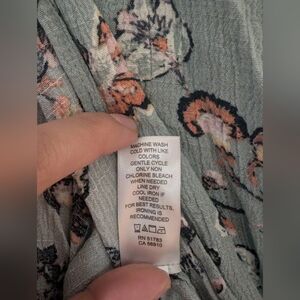 MACHINE WASH
COLD WITH LIKE
COLORS
GENTLE CYCLE
ONLY NON
CHLORINE BLEACH
WHEN NEEDED
LINE DRY
COOL IRON IF
NEEDED
FOR BEST RESULTS,
IRONING IS
RECOMMENDED
RN 51783
CA 56910